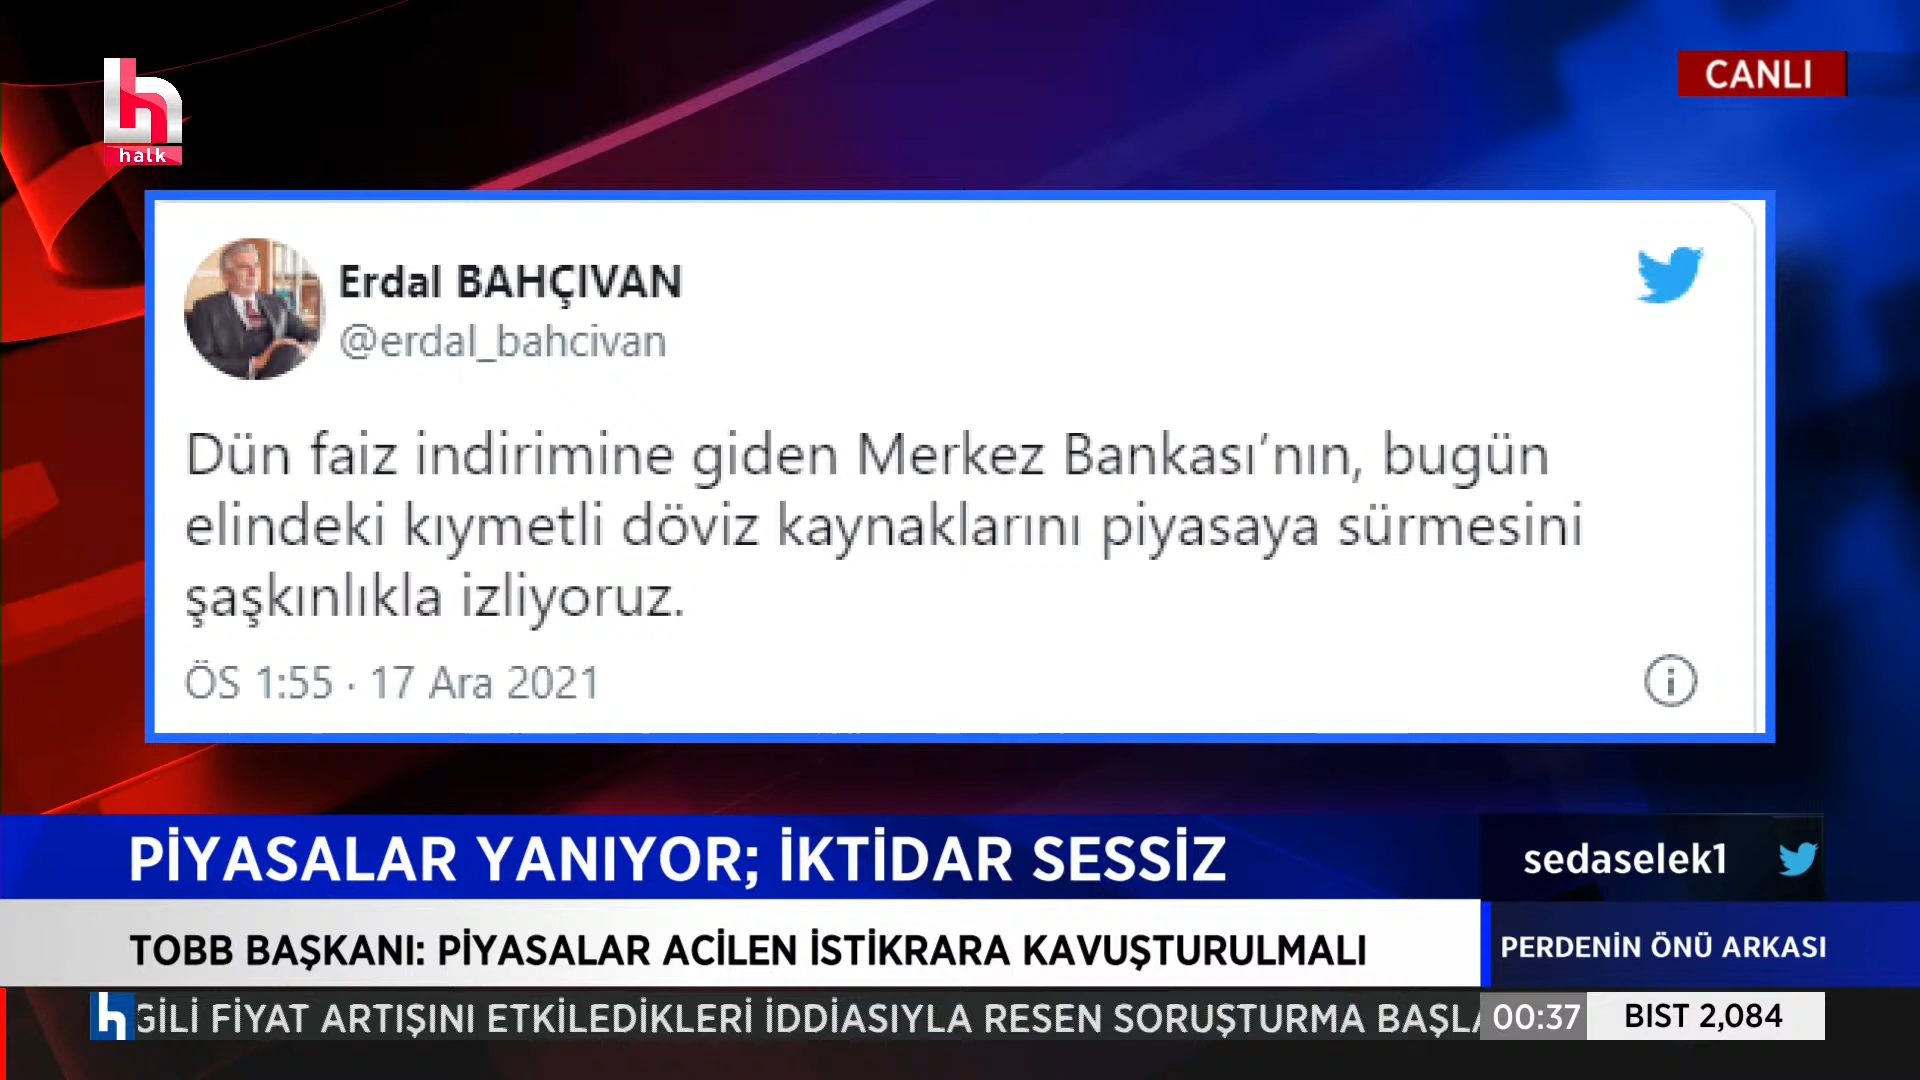 halk
CANLI
Erdal BAHÇIVAN
@erdal_bahcivan
Dün faiz indirimine giden Merkez Bankası'nın, bugün
elindeki kıymetli döviz kaynaklarını piyasaya sürmesini
şaşkınlıkla izliyoruz.
ÖS 1:55 · 17 Ara 2021
PİYASALAR YANIYOR; İKTİDAR SESSİZ
sedaselek1
TOBB BAŞKANI: PİYASALAR ACİLEN İSTİKRARA KAVUŞTURULMALI
PERDENİN ÖNÜ ARKASI
GİLİ FİYAT ARTIŞINI ETKİLEDİKLERİ İDDİASIYLA RESEN SORUŞTURMA BAŞLA
00:37
BIST 2,084